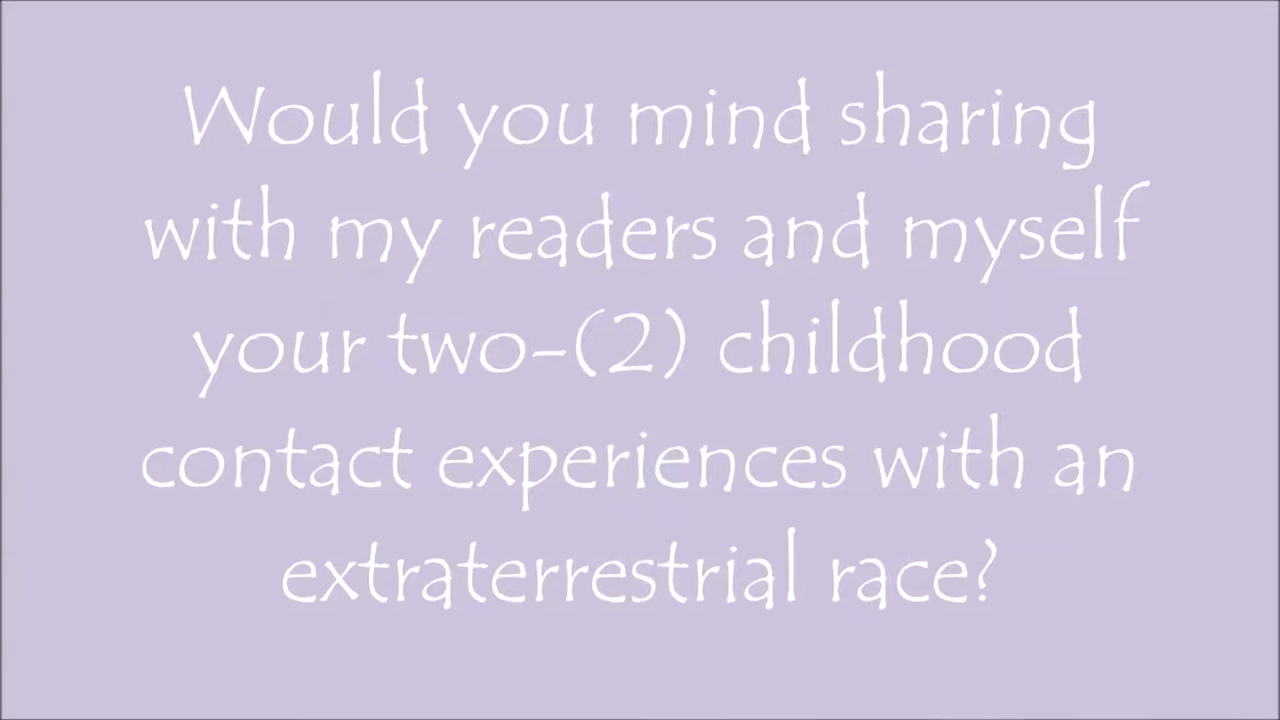 Would you mind sharing
with my readers and myself
your two-(2) childhood
contact experiences with an
extraterrestrial race?